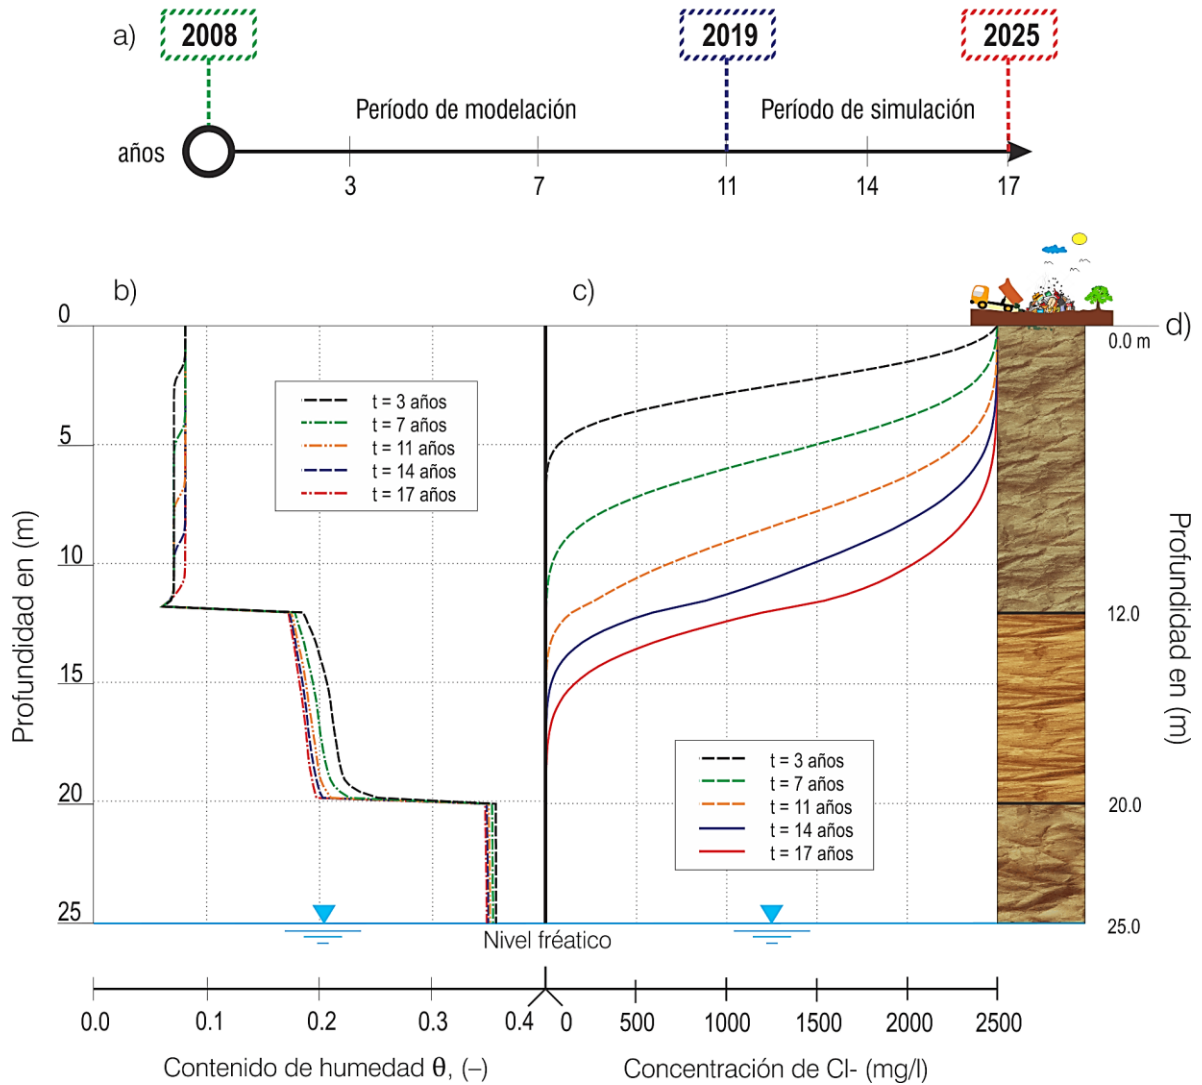 a)
2008
2019
2025
Período de modelación
Período de simulación
años
3
7
11
14
17
b)
c)
d)
0
5
10
15
20
25
Profundidad en (m)
t = 3 años
t = 7 años
t = 11 años
t = 14 años
t = 17 años
t = 3 años
t = 7 años
t = 11 años
t = 14 años
t = 17 años
0.0 m
12.0
20.0
25.0
Profundidad en (m)
Nivel fréatico
0.0
0.1
0.2
0.3
0.4
0
500
1000
1500
2000
2500
Contenido de humedad θ, (–)
Concentración de Cl- (mg/l)